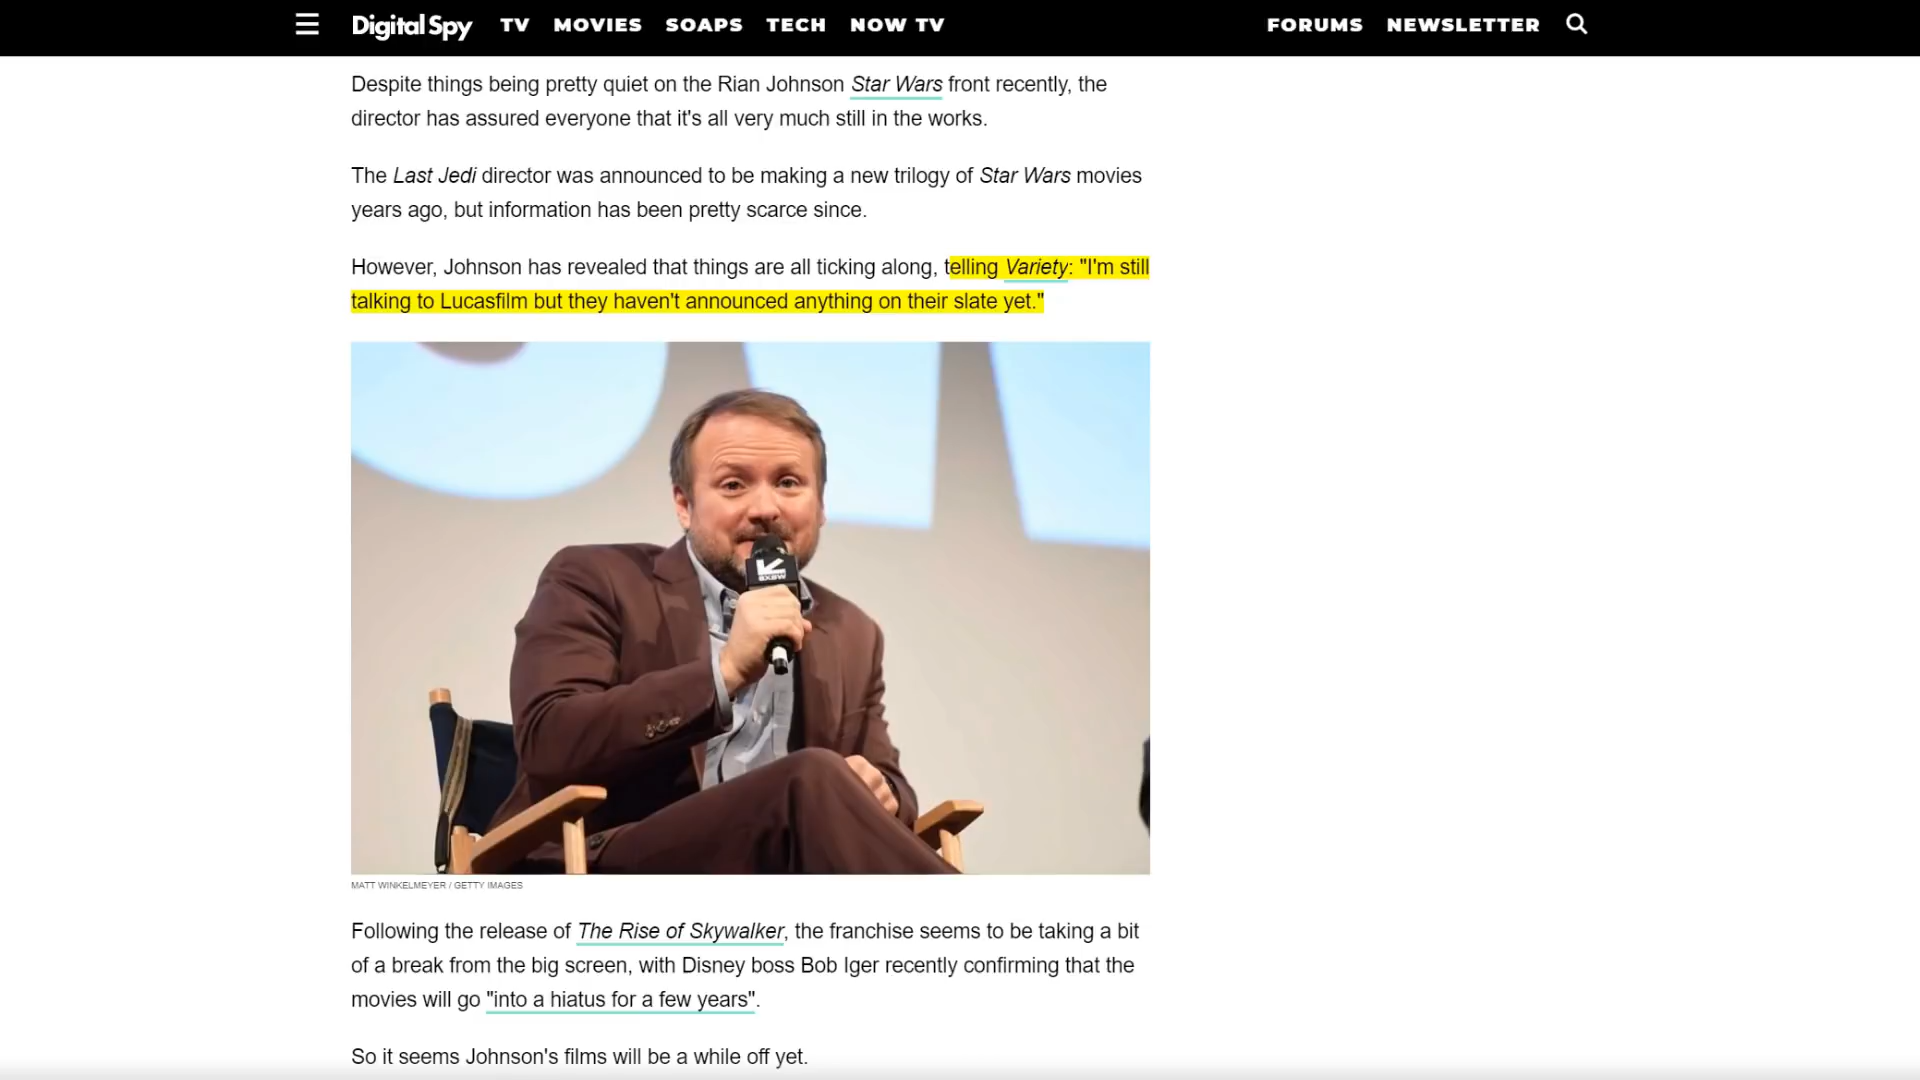 DigitalSpy TV MOVIES SOAPS TECH NOW TV FORUMS NEWSLETTER
Despite things being pretty quiet on the Rian Johnson Star Wars front recently, the
director has assured everyone that it's all very much still in the works.
The Last Jedi director was announced to be making a new trilogy of Star Wars movies
years ago, but information has been pretty scarce since.
However, Johnson has revealed that things are all ticking along, telling Variety: "I'm still
talking to Lucasfilm but they haven't announced anything on their slate yet."
SXSW
MATT WINKELMEYER / GETTY IMAGES
Following the release of The Rise of Skywalker, the franchise seems to be taking a bit
of a break from the big screen, with Disney boss Bob Iger recently confirming that the
movies will go "into a hiatus for a few years".
So it seems Johnson's films will be a while off yet.